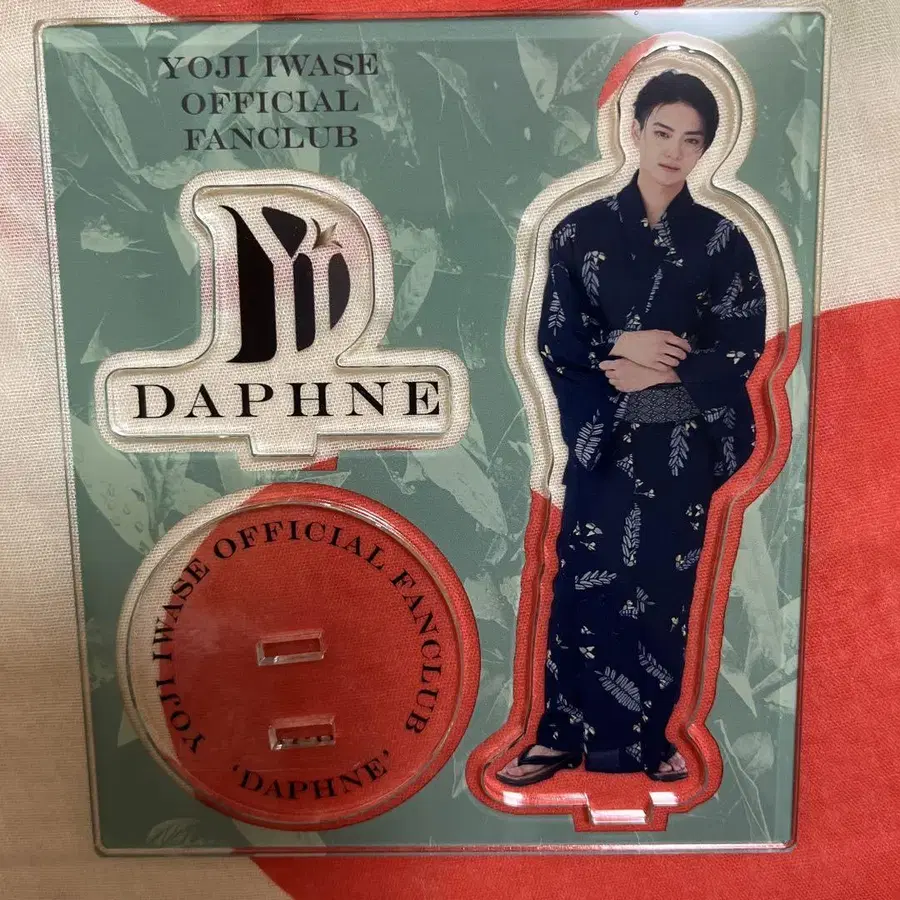 YOJI IWASE
OFFICIAL
FANCLUB
DAPHNE
YOJI IWASE OFFICIAL FANCLUB
'DAPHNE'